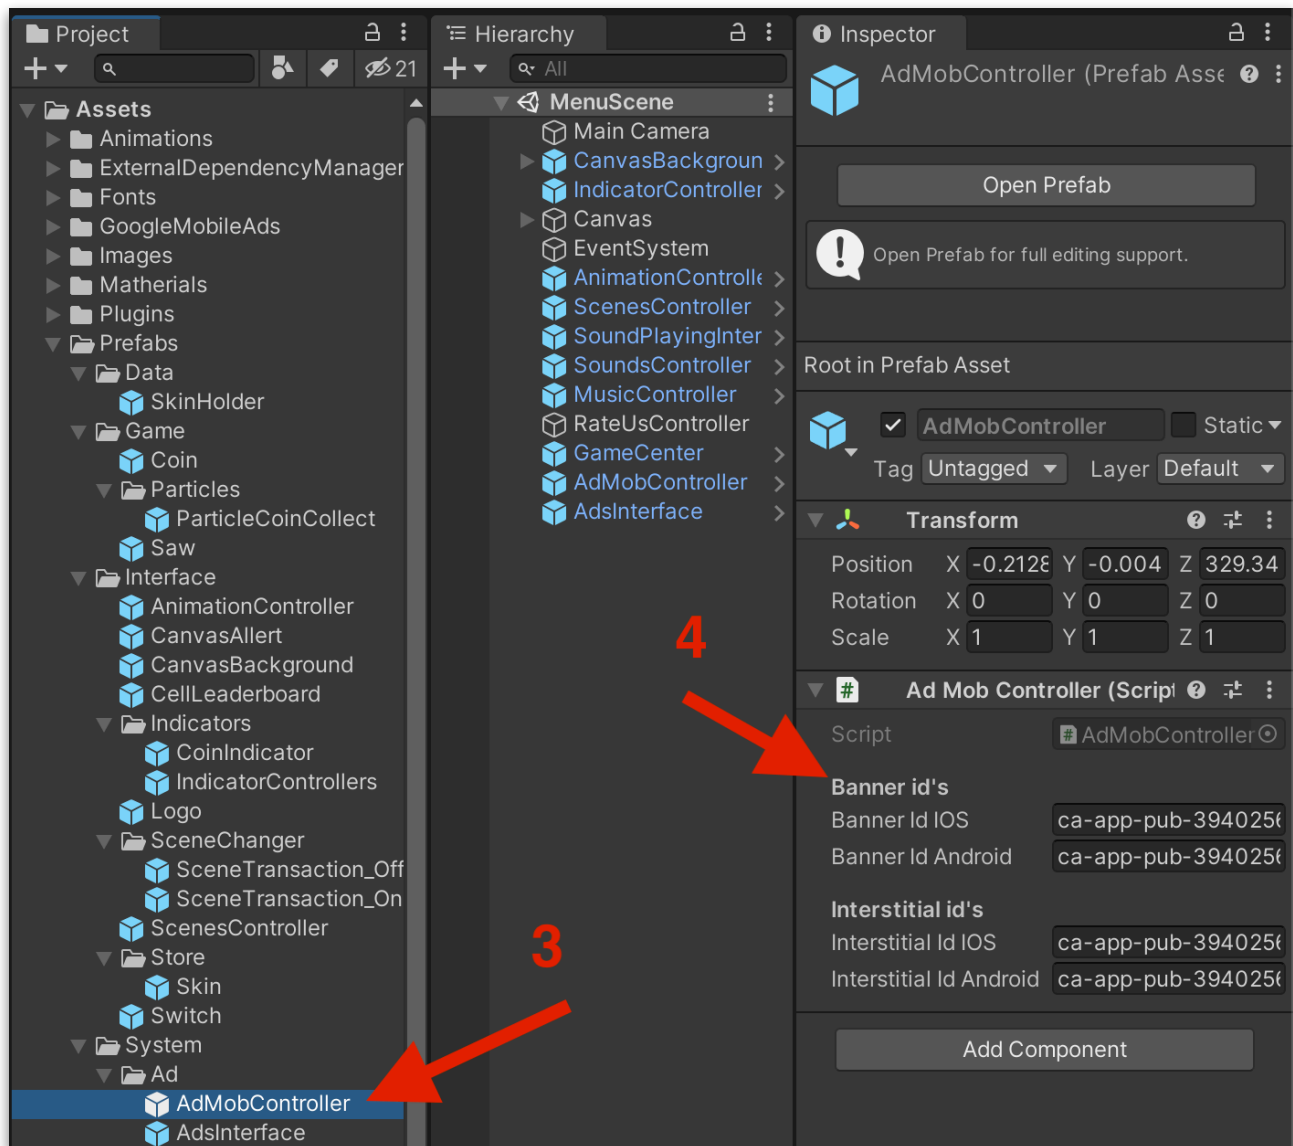 Project
21
Assets
Animations
ExternalDependencyManager
Fonts
GoogleMobileAds
Images
Matherials
Plugins
Prefabs
Data
SkinHolder
Game
Coin
Particles
ParticleCoinCollect
Saw
Interface
AnimationController
CanvasAllert
CanvasBackground
CellLeaderboard
Indicators
CoinIndicator
IndicatorControllers
Logo
SceneChanger
SceneTransaction_Off
SceneTransaction_On
ScenesController
Store
Skin
Switch
System
Ad
AdMobController
AdsInterface
3
Hierarchy
All
MenuScene
Main Camera
CanvasBackgroun
IndicatorController
Canvas
EventSystem
AnimationControlle
ScenesController
SoundPlayingInter
SoundsController
MusicController
RateUsController
GameCenter
AdMobController
AdsInterface
4
Inspector
AdMobController (Prefab Asse
Open Prefab
Open Prefab for full editing support.
Root in Prefab Asset
AdMobController Static
Tag Untagged Layer Default
Transform
Position X -0.2128 Y -0.004 Z 329.34
Rotation X 0 Y 0 Z 0
Scale X 1 Y 1 Z 1
# Ad Mob Controller (Script
Script # AdMobController
Banner id's
Banner Id IOS ca-app-pub-3940256
Banner Id Android ca-app-pub-3940256
Interstitial id's
Interstitial Id IOS ca-app-pub-3940256
Interstitial Id Android ca-app-pub-3940256
Add Component